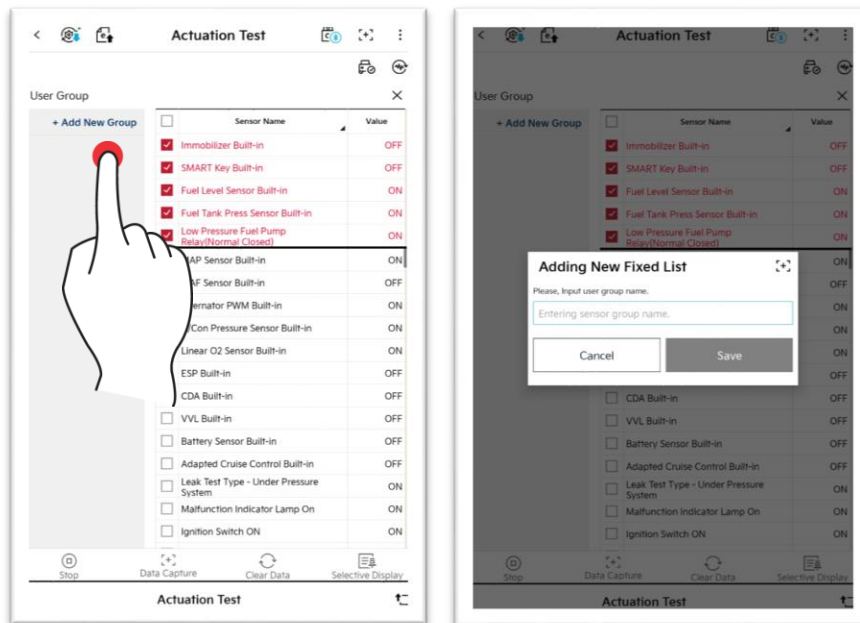 Actuation Test
User Group
+ Add New Group
Sensor Name Value
Immobilizer Built-in OFF
SMART Key Built-in OFF
Fuel Level Sensor Built-in ON
Fuel Tank Press Sensor Built-in ON
Low Pressure Fuel Pump
Relay(Normal Closed) ON
AP Sensor Built-in ON
AF Sensor Built-in OFF
ernator PWM Built-in ON
Con Pressure Sensor Built-in ON
Linear O2 Sensor Built-in ON
ESP Built-in OFF
CDA Built-in OFF
VVL Built-in OFF
Battery Sensor Built-in OFF
Adapted Cruise Control Built-in OFF
Leak Test Type - Under Pressure
System ON
Malfunction Indicator Lamp On ON
Ignition Switch ON ON
Stop Data Capture Clear Data Selective Display
Actuation Test
Actuation Test
User Group
+ Add New Group
Sensor Name Value
Immobilizer Built-in OFF
SMART Key Built-in OFF
Fuel Level Sensor Built-in ON
Fuel Tank Press Sensor Built-in ON
Low Pressure Fuel Pump
Relay(Normal Closed) ON
Adding New Fixed List
Please, Input user group name.
Entering sensor group name.
Cancel Save
ON
OFF
ON
ON
ON
OFF
CDA Built-in OFF
VVL Built-in OFF
Battery Sensor Built-in OFF
Adapted Cruise Control Built-in OFF
Leak Test Type - Under Pressure
System ON
Malfunction Indicator Lamp On ON
Ignition Switch ON ON
Stop Data Capture Clear Data Selective Display
Actuation Test